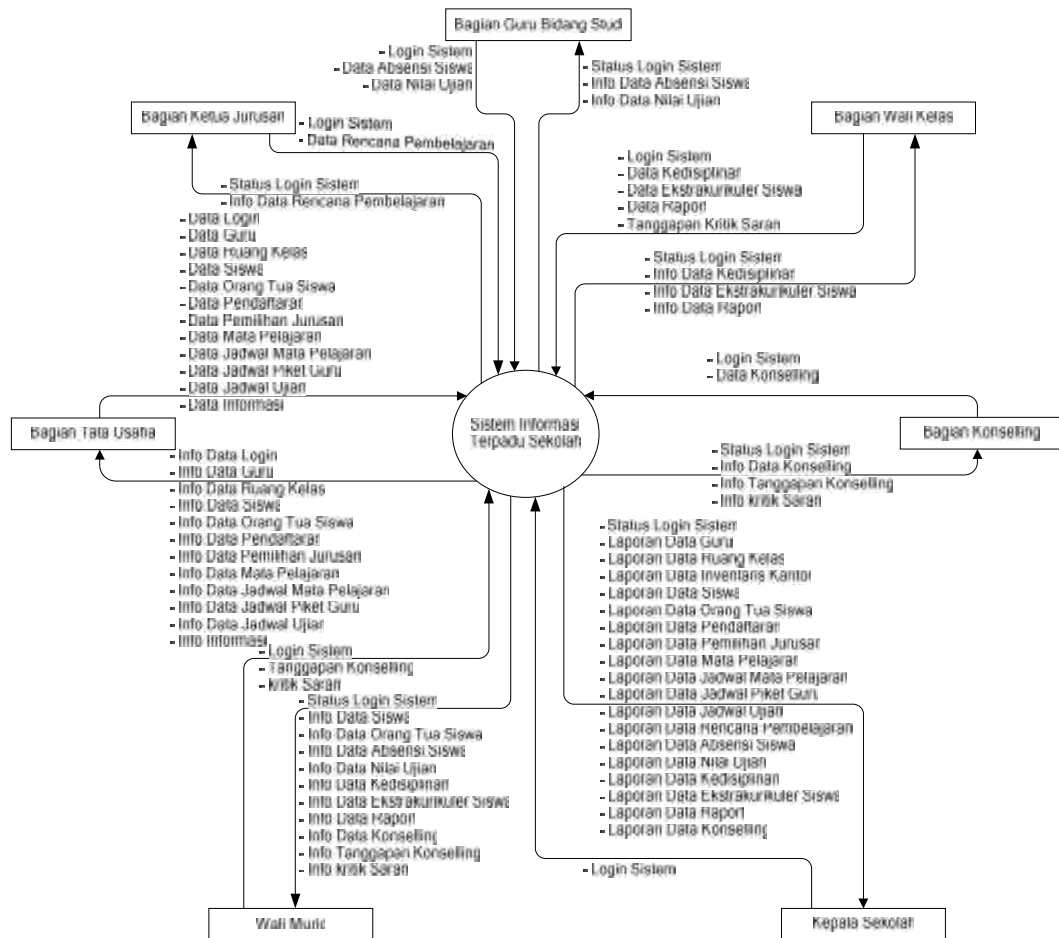 Bagian Guru Bidang Studi
- Login Sistem
- Data Absensi Siswa
- Data Nilai Ujian
- Status Login Sistem
- Info Data Absensi Siswa
- Info Data Nilai Ujian
Bagian Ketua Jurusan
- Login Sistem
- Data Rencana Pembelajaran
- Status Login Sistem
- Info Data Rencana Pembelajaran
Bagian Wali Kelas
- Login Sistem
- Data Kedisiplinan
- Data Ekstrakurikuler Siswa
- Data Raport
- Tanggapan Kritik Saran
- Status Login Sistem
- Info Data Kedisiplinan
- Info Data Ekstrakurikuler Siswa
- Info Data Raport
- Data Login
- Data Guru
- Data Ruang Kelas
- Data Siswa
- Data Orang Tua Siswa
- Data Pendaftaran
- Data Pemilihan Jurusan
- Data Mata Pelajaran
- Data Jadwal Mata Pelajaran
- Data Jadwal Piket Guru
- Data Jadwal Ujian
- Data Informasi
Bagian Tata Usaha
Sistem Informasi
Terpadu Sekolah
- Login Sistem
- Data Konselling
Bagian Konselling
- Status Login Sistem
- Info Data Konselling
- Info Tanggapan Konselling
- Info kritik Saran
- Info Data Login
- Info Data Guru
- Info Data Ruang Kelas
- Info Data Siswa
- Info Data Orang Tua Siswa
- Info Data Pendaftaran
- Info Data Pemilihan Jurusan
- Info Data Mata Pelajaran
- Info Data Jadwal Mata Pelajaran
- Info Data Jadwal Piket Guru
- Info Data Jadwal Ujian
- Info Informasi
- Login Sistem
- Tanggapan Konselling
- kritik Saran
- Status Login Sistem
- Info Data Siswa
- Info Data Orang Tua Siswa
- Info Data Absensi Siswa
- Info Data Nilai Ujian
- Info Data Kedisiplinan
- Info Data Ekstrakurikuler Siswa
- Info Data Raport
- Info Data Konselling
- Info Tanggapan Konselling
- Info kritik Saran
Wali Murid
- Status Login Sistem
- Laporan Data Guru
- Laporan Data Ruang Kelas
- Laporan Data Inventaris Kantor
- Laporan Data Siswa
- Laporan Data Orang Tua Siswa
- Laporan Data Pendaftaran
- Laporan Data Pemilihan Jurusan
- Laporan Data Mata Pelajaran
- Laporan Data Jadwal Mata Pelajaran
- Laporan Data Jadwal Piket Guru
- Laporan Data Jadwal Ujian
- Laporan Data Rencana Pembelajaran
- Laporan Data Absensi Siswa
- Laporan Data Nilai Ujian
- Laporan Data Kedisiplinan
- Laporan Data Ekstrakurikuler Siswa
- Laporan Data Raport
- Laporan Data Konselling
- Login Sistem
Kepala Sekolah